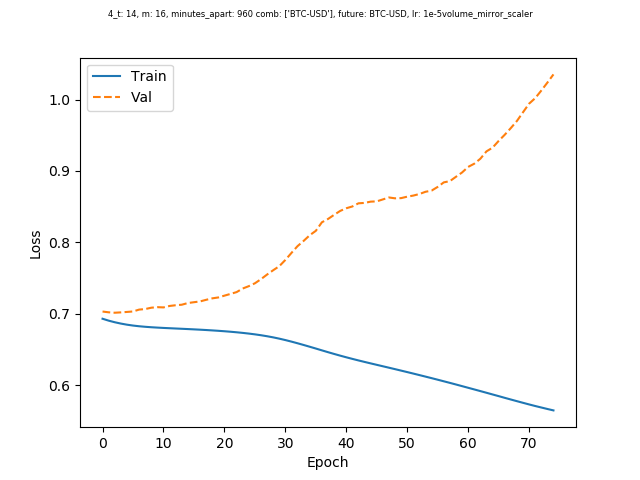 4_t: 14, m: 16, minutes_apart: 960 comb: ['BTC-USD'], future: BTC-USD, lr: 1e-5volume_mirror_scaler
Train
Val
1.0
0.9
0.8
0.7
0.6
Loss
0 10 20 30 40 50 60 70
Epoch